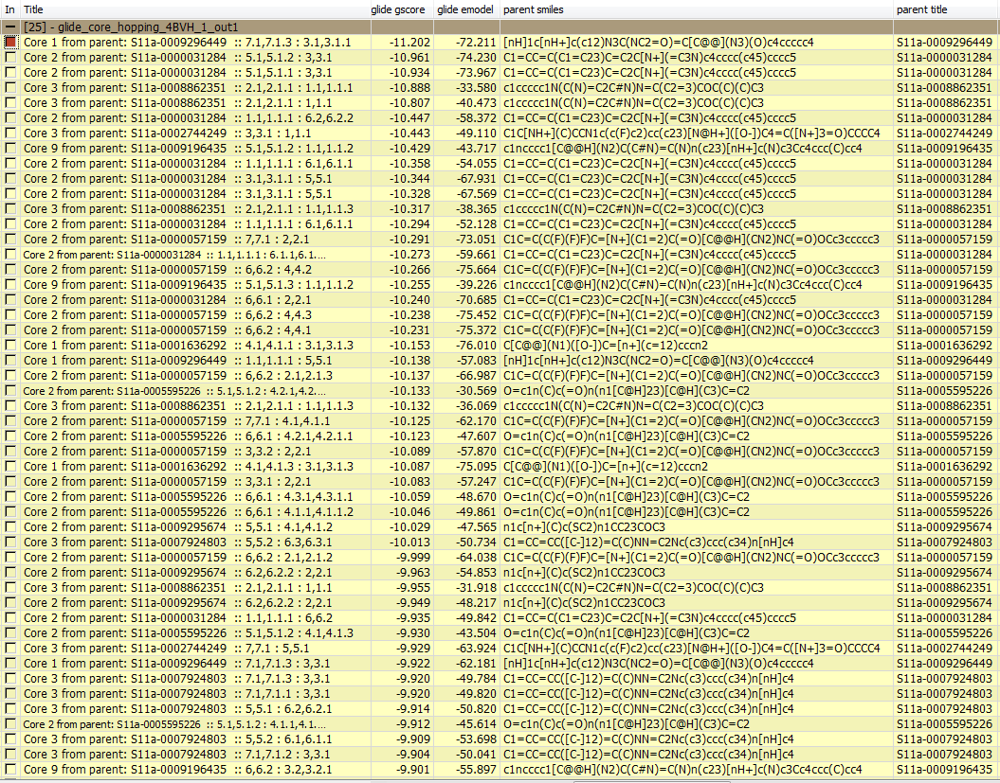 In Title glide gscore glide emodel parent smiles parent title
[25] - glide_core_hopping_4BVH_1_out1
Core 1 from parent: S11a-0009296449 :: 7.1,7.1.3 : 3.1,3.1.1 -11.202 -72.211 [nH]1c[nH+]c(c12)N3C(NC2=O)=C[C@@](N3)(O)c4ccccc4 S11a-0009296449
Core 2 from parent: S11a-0000031284 :: 5.1,5.1.2 : 3,3.1 -10.961 -74.230 C1=CC=C(C1=C23)C=C2C[N+](=C3N)c4cccc(c45)cccc5 S11a-0000031284
Core 2 from parent: S11a-0000031284 :: 5.1,5.1.1 : 3,3.1 -10.934 -73.967 C1=CC=C(C1=C23)C=C2C[N+](=C3N)c4cccc(c45)cccc5 S11a-0000031284
Core 3 from parent: S11a-0008862351 :: 2.1,2.1.1 : 1.1,1.1.1 -10.888 -33.580 c1ccccc1N(C(N)=C2C#N)N=C(C2=3)COC(C)(C)C3 S11a-0008862351
Core 3 from parent: S11a-0008862351 :: 2.1,2.1.1 : 1,1.1 -10.807 -40.473 c1ccccc1N(C(N)=C2C#N)N=C(C2=3)COC(C)(C)C3 S11a-0008862351
Core 2 from parent: S11a-0000031284 :: 1.1,1.1.1 : 6.2,6.2.2 -10.447 -58.372 C1=CC=C(C1=C23)C=C2C[N+](=C3N)c4cccc(c45)cccc5 S11a-0000031284
Core 3 from parent: S11a-0002744249 :: 3,3.1 : 1,1.1 -10.443 -49.110 C1C[NH+](C)CCN1c(c(F)c2)cc(c23)[N@H+]([O-])C4=C([N+]3=O)CCCC4 S11a-0002744249
Core 9 from parent: S11a-0009196435 :: 5.1,5.1.2 : 1.1,1.1.2 -10.429 -43.717 c1ncccc1[C@@H](N2)C(C#N)=C(N)n(c23)[nH+]c(N)c3Cc4ccc(C)cc4 S11a-0009196435
Core 2 from parent: S11a-0000031284 :: 1.1,1.1.1 : 6.1,6.1.1 -10.358 -54.055 C1=CC=C(C1=C23)C=C2C[N+](=C3N)c4cccc(c45)cccc5 S11a-0000031284
Core 2 from parent: S11a-0000031284 :: 3.1,3.1.1 : 5,5.1 -10.344 -67.931 C1=CC=C(C1=C23)C=C2C[N+](=C3N)c4cccc(c45)cccc5 S11a-0000031284
Core 2 from parent: S11a-0000031284 :: 3.1,3.1.1 : 5,5.1 -10.328 -67.569 C1=CC=C(C1=C23)C=C2C[N+](=C3N)c4cccc(c45)cccc5 S11a-0000031284
Core 3 from parent: S11a-0008862351 :: 2.1,2.1.1 : 1.1,1.1.3 -10.317 -38.365 c1ccccc1N(C(N)=C2C#N)N=C(C2=3)COC(C)(C)C3 S11a-0008862351
Core 2 from parent: S11a-0000031284 :: 1.1,1.1.1 : 6.1,6.1.1 -10.294 -52.128 C1=CC=C(C1=C23)C=C2C[N+](=C3N)c4cccc(c45)cccc5 S11a-0000031284
Core 2 from parent: S11a-0000057159 :: 7,7.1 : 2,2.1 -10.291 -73.051 C1C=C(C(F)(F)F)C=[N+](C1=2)C(=O)[C@@H](CN2)NC(=O)OCc3ccccc3 S11a-0000057159
Core 2 from parent: S11a-0000031284 :: 1.1,1.1.1 : 6.1.1,6.1.... -10.273 -59.661 C1=CC=C(C1=C23)C=C2C[N+](=C3N)c4cccc(c45)cccc5 S11a-0000031284
Core 2 from parent: S11a-0000057159 :: 6,6.2 : 4,4.2 -10.266 -75.664 C1C=C(C(F)(F)F)C=[N+](C1=2)C(=O)[C@@H](CN2)NC(=O)OCc3ccccc3 S11a-0000057159
Core 9 from parent: S11a-0009196435 :: 5.1,5.1.3 : 1.1,1.1.2 -10.255 -39.226 c1ncccc1[C@@H](N2)C(C#N)=C(N)n(c23)[nH+]c(N)c3Cc4ccc(C)cc4 S11a-0009196435
Core 2 from parent: S11a-0000031284 :: 6,6.1 : 2,2.1 -10.240 -70.685 C1=CC=C(C1=C23)C=C2C[N+](=C3N)c4cccc(c45)cccc5 S11a-0000031284
Core 2 from parent: S11a-0000057159 :: 6,6.2 : 4,4.3 -10.238 -75.452 C1C=C(C(F)(F)F)C=[N+](C1=2)C(=O)[C@@H](CN2)NC(=O)OCc3ccccc3 S11a-0000057159
Core 2 from parent: S11a-0000057159 :: 6,6.2 : 4,4.1 -10.231 -75.372 C1C=C(C(F)(F)F)C=[N+](C1=2)C(=O)[C@@H](CN2)NC(=O)OCc3ccccc3 S11a-0000057159
Core 1 from parent: S11a-0001636292 :: 4.1,4.1.1 : 3.1,3.1.3 -10.153 -76.010 C[C@@](N1)([O-])C=[n+](c=12)cccn2 S11a-0001636292
Core 1 from parent: S11a-0009296449 :: 1.1,1.1.1 : 5,5.1 -10.138 -57.083 [nH]1c[nH+]c(c12)N3C(NC2=O)=C[C@@](N3)(O)c4ccccc4 S11a-0009296449
Core 2 from parent: S11a-0000057159 :: 6,6.2 : 2.1,2.1.3 -10.137 -66.987 C1C=C(C(F)(F)F)C=[N+](C1=2)C(=O)[C@@H](CN2)NC(=O)OCc3ccccc3 S11a-0000057159
Core 2 from parent: S11a-0005595226 :: 5.1,5.1.2 : 4.2.1,4.2.... -10.133 -30.569 O=c1n(C)c(=O)n(n1[C@H]23)[C@@H](C3)C=C2 S11a-0005595226
Core 3 from parent: S11a-0008862351 :: 2.1,2.1.1 : 1.1,1.1.3 -10.132 -36.069 c1ccccc1N(C(N)=C2C#N)N=C(C2=3)COC(C)(C)C3 S11a-0008862351
Core 2 from parent: S11a-0000057159 :: 7,7.1 : 4.1,4.1.1 -10.125 -62.170 C1C=C(C(F)(F)F)C=[N+](C1=2)C(=O)[C@@H](CN2)NC(=O)OCc3ccccc3 S11a-0000057159
Core 2 from parent: S11a-0005595226 :: 6,6.1 : 4.2.1,4.2.1.1 -10.123 -47.607 O=c1n(C)c(=O)n(n1[C@H]23)[C@@H](C3)C=C2 S11a-0005595226
Core 2 from parent: S11a-0000057159 :: 3,3.2 : 2,2.1 -10.089 -57.870 C1C=C(C(F)(F)F)C=[N+](C1=2)C(=O)[C@@H](CN2)NC(=O)OCc3ccccc3 S11a-0000057159
Core 1 from parent: S11a-0001636292 :: 4.1,4.1.3 : 3.1,3.1.3 -10.087 -75.095 C[C@@](N1)([O-])C=[n+](c=12)cccn2 S11a-0001636292
Core 2 from parent: S11a-0000057159 :: 3,3.1 : 2,2.1 -10.083 -57.247 C1C=C(C(F)(F)F)C=[N+](C1=2)C(=O)[C@@H](CN2)NC(=O)OCc3ccccc3 S11a-0000057159
Core 2 from parent: S11a-0005595226 :: 6,6.1 : 4.3.1,4.3.1.1 -10.059 -48.670 O=c1n(C)c(=O)n(n1[C@H]23)[C@@H](C3)C=C2 S11a-0005595226
Core 2 from parent: S11a-0005595226 :: 6,6.1 : 4.1.1,4.1.1.2 -10.046 -49.861 O=c1n(C)c(=O)n(n1[C@H]23)[C@@H](C3)C=C2 S11a-0005595226
Core 2 from parent: S11a-0009295674 :: 5,5.1 : 4.1,4.1.2 -10.029 -47.565 n1c[n+](C)c(SC2)n1CC23COC3 S11a-0009295674
Core 3 from parent: S11a-0007924803 :: 5,5.2 : 6.3,6.3.1 -10.013 -50.734 C1=CC=CC([C-]12)=C(C)NN=C2Nc(c3)ccc(c34)n[nH]c4 S11a-0007924803
Core 2 from parent: S11a-0000057159 :: 6,6.2 : 2.1,2.1.2 -9.999 -64.038 C1C=C(C(F)(F)F)C=[N+](C1=2)C(=O)[C@@H](CN2)NC(=O)OCc3ccccc3 S11a-0000057159
Core 2 from parent: S11a-0009295674 :: 6.2,6.2.2 : 2,2.1 -9.963 -54.853 n1c[n+](C)c(SC2)n1CC23COC3 S11a-0009295674
Core 3 from parent: S11a-0008862351 :: 2.1,2.1.1 : 1,1.1 -9.955 -31.918 c1ccccc1N(C(N)=C2C#N)N=C(C2=3)COC(C)(C)C3 S11a-0008862351
Core 2 from parent: S11a-0009295674 :: 6.2,6.2.2 : 2,2.1 -9.949 -48.217 n1c[n+](C)c(SC2)n1CC23COC3 S11a-0009295674
Core 2 from parent: S11a-0000031284 :: 1.1,1.1.1 : 6,6.2 -9.935 -49.842 C1=CC=C(C1=C23)C=C2C[N+](=C3N)c4cccc(c45)cccc5 S11a-0000031284
Core 2 from parent: S11a-0005595226 :: 5.1,5.1.2 : 4.1,4.1.3 -9.930 -43.504 O=c1n(C)c(=O)n(n1[C@H]23)[C@@H](C3)C=C2 S11a-0005595226
Core 3 from parent: S11a-0002744249 :: 7,7.1 : 5,5.1 -9.929 -63.924 C1C[NH+](C)CCN1c(c(F)c2)cc(c23)[N@H+]([O-])C4=C([N+]3=O)CCCC4 S11a-0002744249
Core 1 from parent: S11a-0009296449 :: 7.1,7.1.3 : 3,3.1 -9.922 -62.181 [nH]1c[nH+]c(c12)N3C(NC2=O)=C[C@@](N3)(O)c4ccccc4 S11a-0009296449
Core 3 from parent: S11a-0007924803 :: 7.1,7.1.3 : 3,3.1 -9.920 -49.784 C1=CC=CC([C-]12)=C(C)NN=C2Nc(c3)ccc(c34)n[nH]c4 S11a-0007924803
Core 3 from parent: S11a-0007924803 :: 7.1,7.1.1 : 3,3.1 -9.920 -49.820 C1=CC=CC([C-]12)=C(C)NN=C2Nc(c3)ccc(c34)n[nH]c4 S11a-0007924803
Core 3 from parent: S11a-0007924803 :: 5,5.1 : 6.2,6.2.1 -9.914 -50.820 C1=CC=CC([C-]12)=C(C)NN=C2Nc(c3)ccc(c34)n[nH]c4 S11a-0007924803
Core 2 from parent: S11a-0005595226 :: 5.1,5.1.2 : 4.1.1,4.1.... -9.912 -45.614 O=c1n(C)c(=O)n(n1[C@H]23)[C@@H](C3)C=C2 S11a-0005595226
Core 3 from parent: S11a-0007924803 :: 5,5.2 : 6.1,6.1.1 -9.909 -53.698 C1=CC=CC([C-]12)=C(C)NN=C2Nc(c3)ccc(c34)n[nH]c4 S11a-0007924803
Core 3 from parent: S11a-0007924803 :: 7.1,7.1.2 : 3,3.1 -9.904 -50.041 C1=CC=CC([C-]12)=C(C)NN=C2Nc(c3)ccc(c34)n[nH]c4 S11a-0007924803
Core 9 from parent: S11a-0009196435 :: 6,6.2 : 3.2,3.2.1 -9.901 -55.897 c1ncccc1[C@@H](N2)C(C#N)=C(N)n(c23)[nH+]c(N)c3Cc4ccc(C)cc4 S11a-0009196435